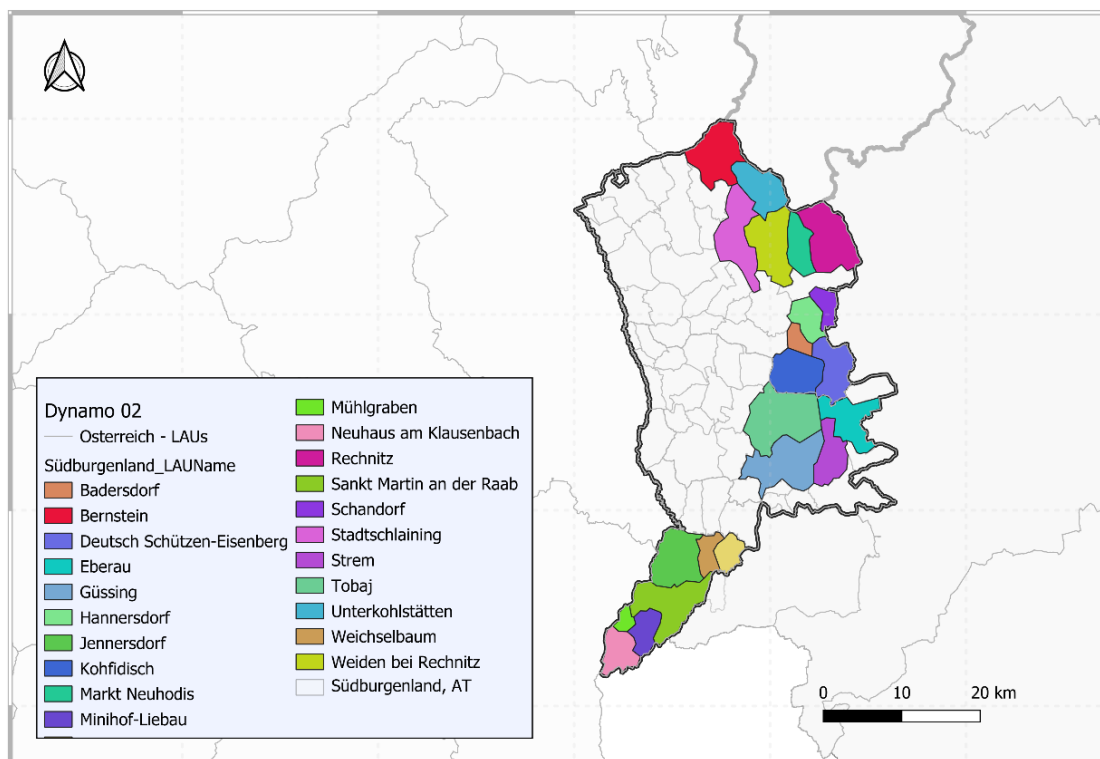 Dynamo 02
Osterreich - LAUs
Südburgenland_LAUName
Badersdorf
Bernstein
Deutsch Schützen-Eisenberg
Eberau
Güssing
Hannersdorf
Jennersdorf
Kohfidisch
Markt Neuhodis
Minihof-Liebau
Mühlgraben
Neuhaus am Klausenbach
Rechnitz
Sankt Martin an der Raab
Schandorf
Stadtschlaining
Strem
Tobaj
Unterkohlstätten
Weichselbaum
Weiden bei Rechnitz
Südburgenland, AT
0 10 20 km